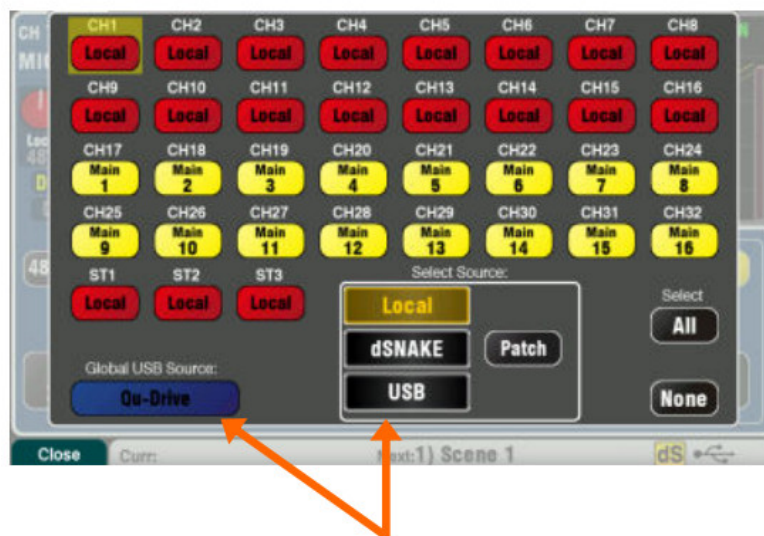 CH1 CH2 CH3 CH4 CH5 CH6 CH7 CH8
Local Local Local Local Local Local Local Local
CH9 CH10 CH11 CH12 CH13 CH14 CH15 CH16
Local Local Local Local Local Local Local Local
CH17 CH18 CH19 CH20 CH21 CH22 CH23 CH24
Main Main Main Main Main Main Main Main
1 2 3 4 5 6 7 8
CH25 CH26 CH27 CH28 CH29 CH30 CH31 CH32
Main Main Main Main Main Main Main Main
9 10 11 12 13 14 15 16
ST1 ST2 ST3 Select Source:
Local Local Local Local Select
All
dSNAKE Patch
Global USB Source:
Qu-Drive USB None
Close Curr: Next:1) Scene 1 dS